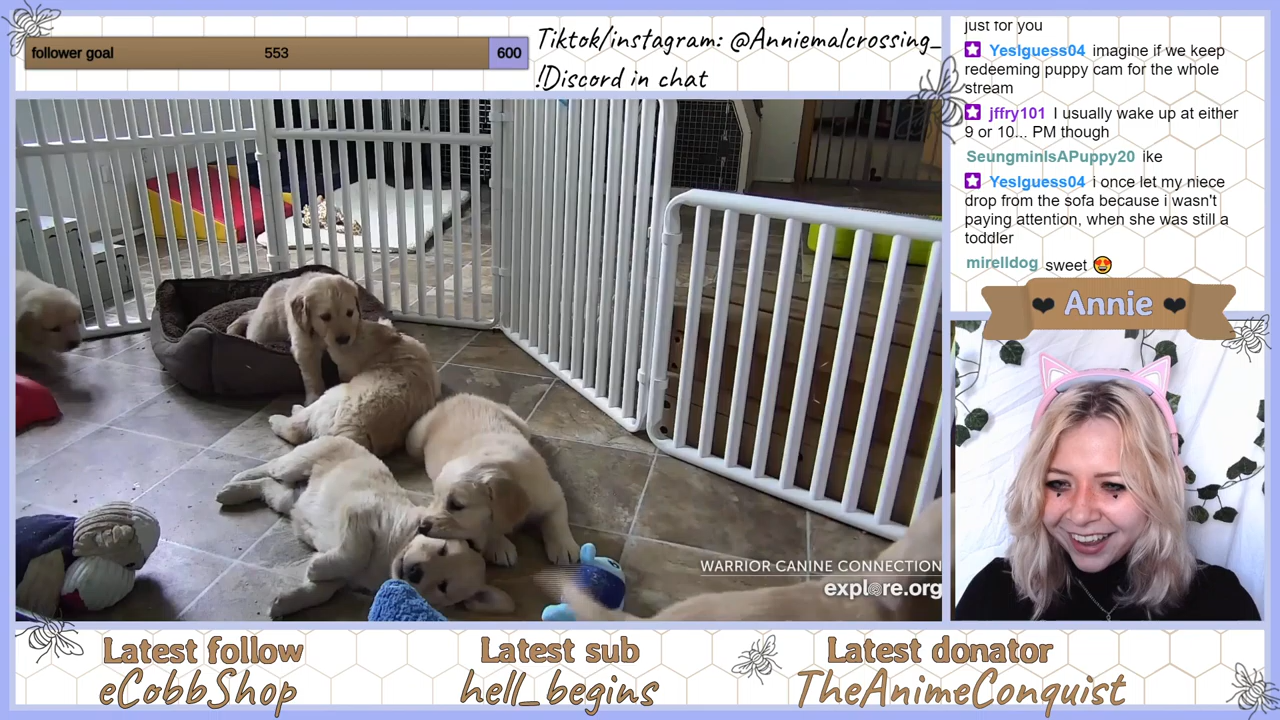 follower goal 553 600
Tiktok/instagram: @Anniemalcrossing_
!Discord in chat
just for you
YesIguess04 imagine if we keep
redeeming puppy cam for the whole
stream
jffry101 I usually wake up at either
9 or 10... PM though
SeungminIsAPuppy20 ike
YesIguess04 i once let my niece
drop from the sofa because i wasn't
paying attention, when she was still a
toddler
mirelldog sweet 😍
Annie
WARRIOR CANINE CONNECTION
explore.org
Latest follow
eCobbShop
Latest sub
hell_begins
Latest donator
TheAnimeConquist